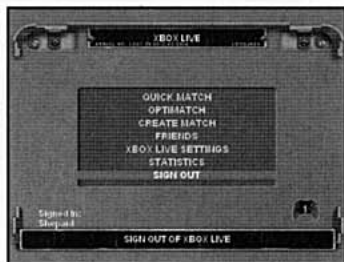 XBOX LIVE
QUICK MATCH
OPTIMATCH
CREATE MATCH
FRIENDS
XBOX LIVE SETTINGS
STATISTICS
SIGN OUT
Signed In:
Shepard
1
SIGN OUT OF XBOX LIVE